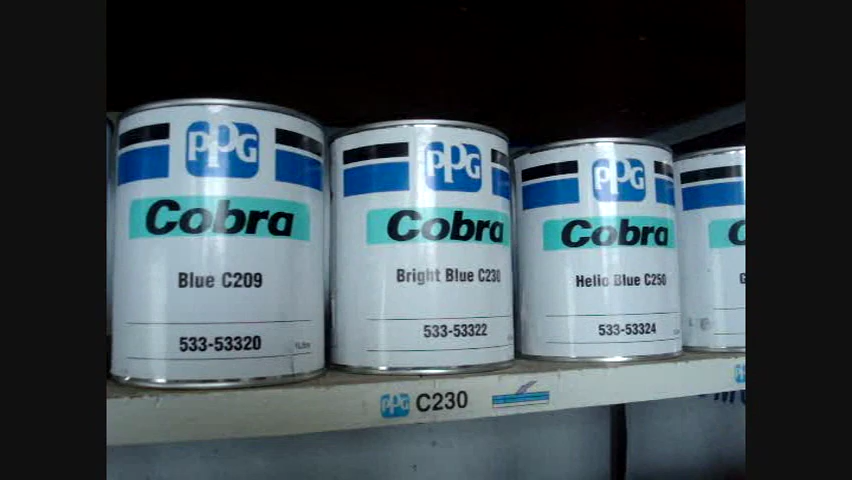 PPG
Cobra
Blue C209
533-53320
PPG
Cobra
Bright Blue C230
533-53322
PPG
Cobra
Helio Blue C250
533-53324
PPG C230